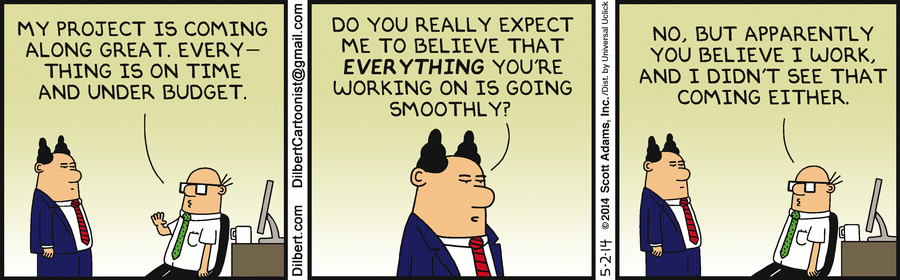 MY PROJECT IS COMING
ALONG GREAT. EVERY—
THING IS ON TIME
AND UNDER BUDGET.
Dilbert.com DilbertCartoonist@gmail.com
DO YOU REALLY EXPECT
ME TO BELIEVE THAT
EVERYTHING YOU'RE
WORKING ON IS GOING
SMOOTHLY?
5-2-14 ©2014 Scott Adams, Inc./Dist. by Universal Uclick
NO, BUT APPARENTLY
YOU BELIEVE I WORK,
AND I DIDN'T SEE THAT
COMING EITHER.